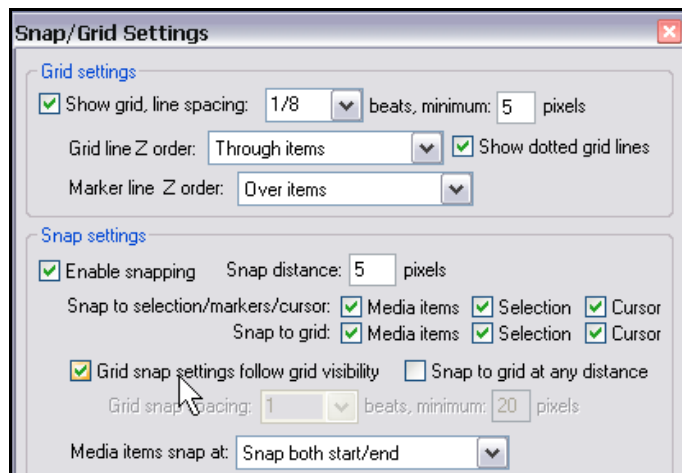 Snap/Grid Settings
Grid settings
Show grid, line spacing: 1/8 beats, minimum: 5 pixels
Grid line Z order: Through items Show dotted grid lines
Marker line Z order: Over items
Snap settings
Enable snapping Snap distance: 5 pixels
Snap to selection/markers/cursor: Media items Selection Cursor
Snap to grid: Media items Selection Cursor
Grid snap settings follow grid visibility Snap to grid at any distance
Grid snap spacing: 1 beats, minimum: 20 pixels
Media items snap at: Snap both start/end